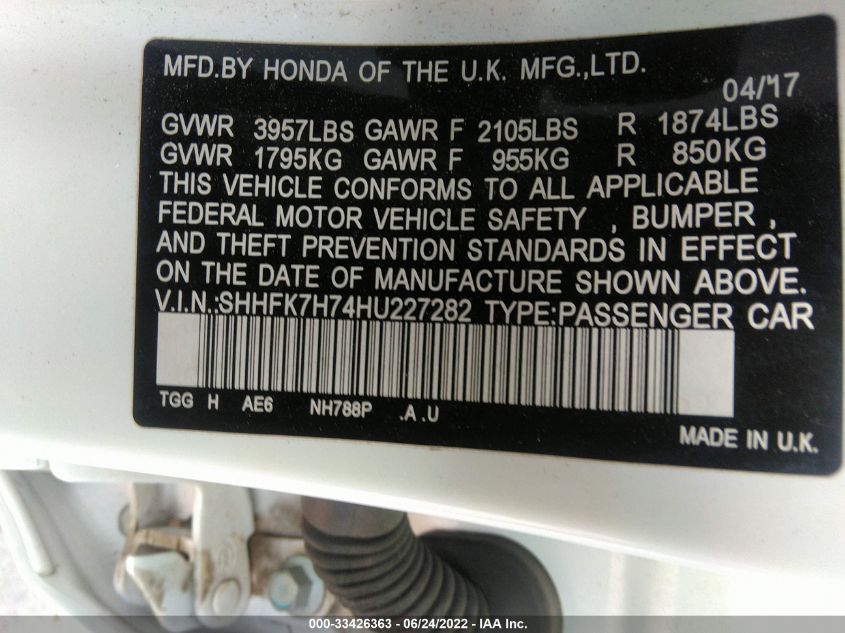 MFD.BY HONDA OF THE U.K. MFG.,LTD.
04/17
GVWR 3957LBS GAWR F 2105LBS R 1874LBS
GVWR 1795KG GAWR F 955KG R 850KG
THIS VEHICLE CONFORMS TO ALL APPLICABLE
FEDERAL MOTOR VEHICLE SAFETY , BUMPER ,
AND THEFT PREVENTION STANDARDS IN EFFECT
ON THE DATE OF MANUFACTURE SHOWN ABOVE.
V.I.N.:SHHFK7H74HU227282 TYPE:PASSENGER CAR
TGG H AE6 NH788P .A .U
MADE IN U.K.
000-33426363 - 06/24/2022 - IAA Inc.